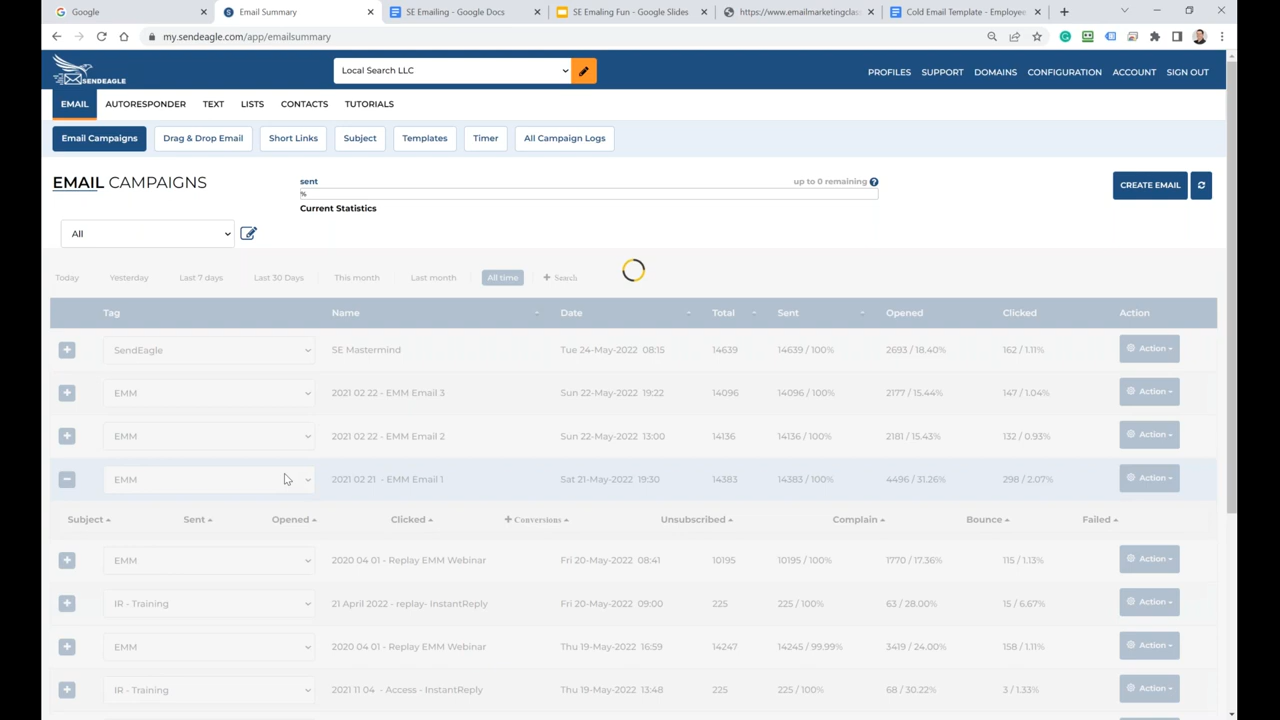 Google
Email Summary
SE Emailing - Google Docs
SE Emaling Fun - Google Slides
https://www.emailmarketingclas
Cold Email Template - Employee
my.sendeagle.com/app/emailsummary
SENDEAGLE
Local Search LLC
PROFILES SUPPORT DOMAINS CONFIGURATION ACCOUNT SIGN OUT
EMAIL AUTORESPONDER TEXT LISTS CONTACTS TUTORIALS
Email Campaigns Drag & Drop Email Short Links Subject Templates Timer All Campaign Logs
EMAIL CAMPAIGNS
sent up to 0 remaining
%
Current Statistics
CREATE EMAIL
All
Today Yesterday Last 7 days Last 30 Days This month Last month All time + Search
Tag Name Date Total Sent Opened Clicked Action
SendEagle SE Mastermind Tue 24-May-2022 08:15 14639 14639 / 100% 2693 / 18.40% 162 / 1.11% Action
EMM 2021 02 22 - EMM Email 3 Sun 22-May-2022 19:22 14096 14096 / 100% 2177 / 15.44% 147 / 1.04% Action
EMM 2021 02 22 - EMM Email 2 Sun 22-May-2022 13:00 14136 14136 / 100% 2181 / 15.43% 132 / 0.93% Action
EMM 2021 02 21 - EMM Email 1 Sat 21-May-2022 19:30 14383 14383 / 100% 4496 / 31.26% 298 / 2.07% Action
Subject Sent Opened Clicked + Conversions Unsubscribed Complain Bounce Failed
EMM 2020 04 01 - Replay EMM Webinar Fri 20-May-2022 08:41 10195 10195 / 100% 1770 / 17.36% 115 / 1.13% Action
IR - Training 21 April 2022 - replay- InstantReply Fri 20-May-2022 09:00 225 225 / 100% 63 / 28.00% 15 / 6.67% Action
EMM 2020 04 01 - Replay EMM Webinar Thu 19-May-2022 16:59 14247 14245 / 99.99% 3419 / 24.00% 158 / 1.11% Action
IR - Training 2021 11 04 - Access - InstantReply Thu 19-May-2022 13:48 225 225 / 100% 68 / 30.22% 3 / 1.33% Action